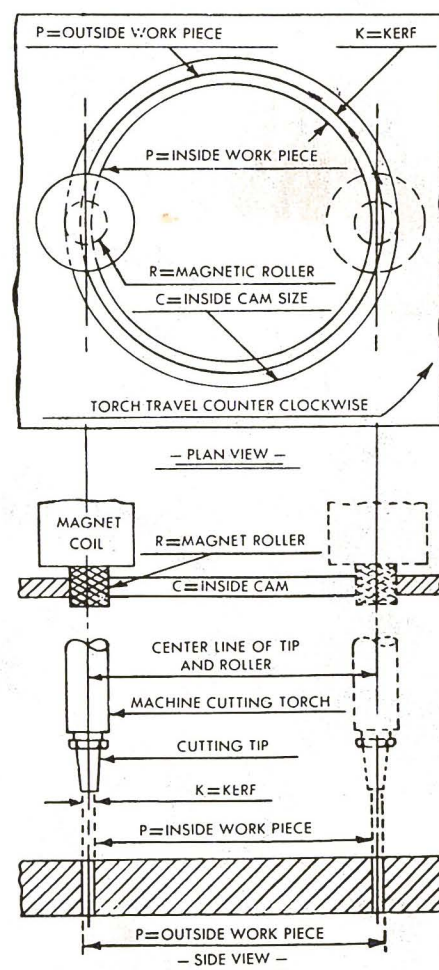 P=OUTSIDE WORK PIECE
K=KERF
P=INSIDE WORK PIECE
R=MAGNETIC ROLLER
C=INSIDE CAM SIZE
TORCH TRAVEL COUNTER CLOCKWISE
– PLAN VIEW –
MAGNET
COIL
R=MAGNET ROLLER
C=INSIDE CAM
CENTER LINE OF TIP
AND ROLLER
MACHINE CUTTING TORCH
CUTTING TIP
K=KERF
P=INSIDE WORK PIECE
P=OUTSIDE WORK PIECE
– SIDE VIEW –